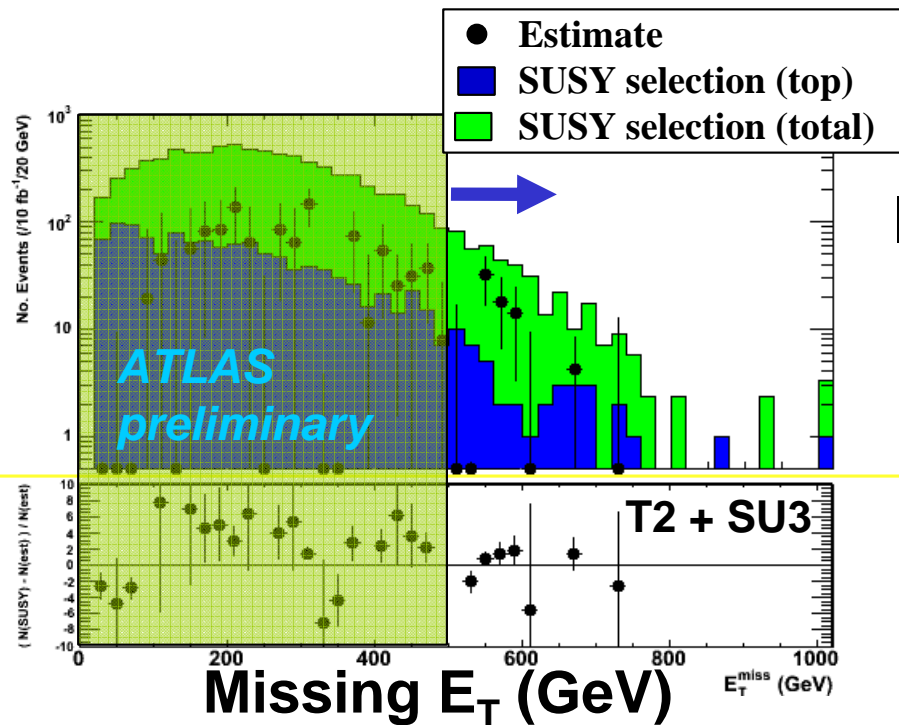 ● Estimate
SUSY selection (top)
SUSY selection (total)
No. Events (/10 fb⁻¹/20 GeV)
10³
10²
10
1
ATLAS
preliminary
( N(SUSY) - N(est) ) / N(est)
10
8
6
4
2
0
-2
-4
-6
-8
-10
T2 + SU3
0 200 400 600 800 1000
Missing E_T (GeV)
E_T^miss (GeV)